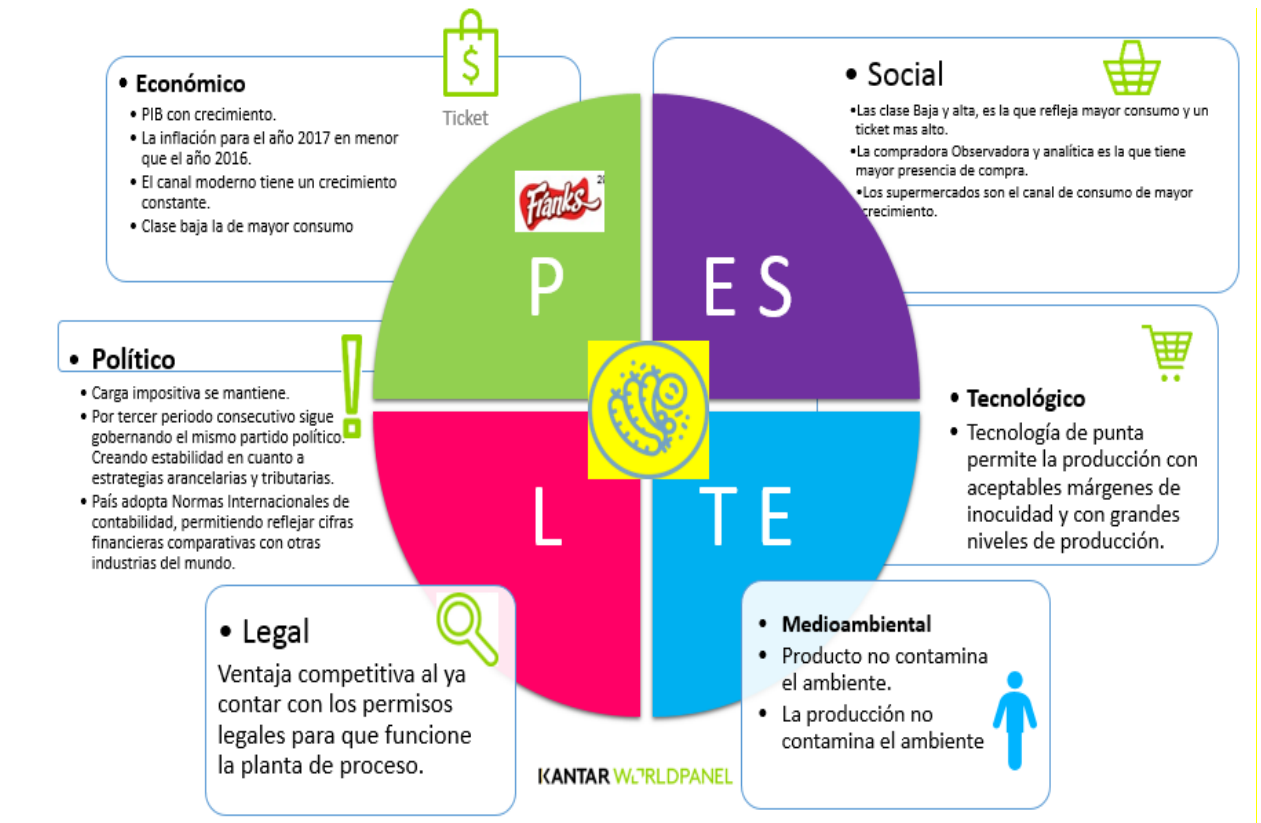 • Económico
• PIB con crecimiento.
• La inflación para el año 2017 en menor
que el año 2016.
• El canal moderno tiene un crecimiento
constante.
• Clase baja la de mayor consumo
$
Ticket
• Social
•Las clase Baja y alta, es la que refleja mayor consumo y un
ticket mas alto.
•La compradora Observadora y analítica es la que tiene
mayor presencia de compra.
•Los supermercados son el canal de consumo de mayor
crecimiento.
Franks
P
E S
• Político
• Carga impositiva se mantiene.
• Por tercer periodo consecutivo sigue
gobernando el mismo partido político.
Creando estabilidad en cuanto a
estrategias arancelarias y tributarias.
• País adopta Normas Internacionales de
contabilidad, permitiendo reflejar cifras
financieras comparativas con otras
industrias del mundo.
!
• Tecnológico
• Tecnología de punta
permite la producción con
aceptables márgenes de
inocuidad y con grandes
niveles de producción.
L
T E
• Legal
Ventaja competitiva al ya
contar con los permisos
legales para que funcione
la planta de proceso.
• Medioambiental
• Producto no contamina
el ambiente.
• La producción no
contamina el ambiente
KANTAR WORLDPANEL